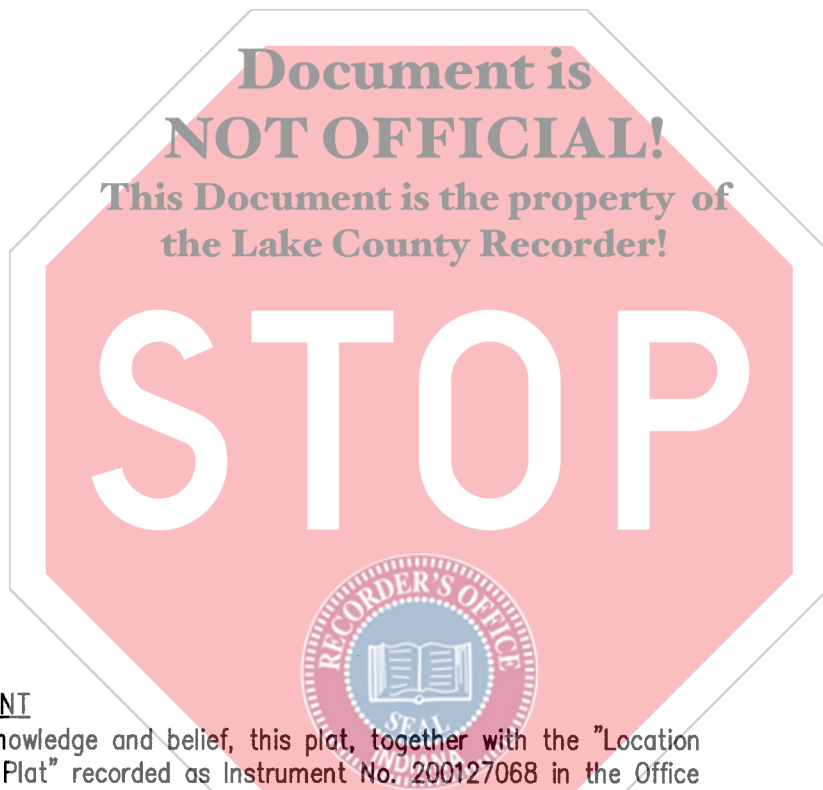 Document is
NOT OFFICIAL!
This Document is the property of
the Lake County Recorder!
STOP
RECORDER'S OFFICE
SEAL
INDIANA
NT
nowledge and belief, this plat, together with the "Location
Plat" recorded as Instrument No. 200127068 in the Office